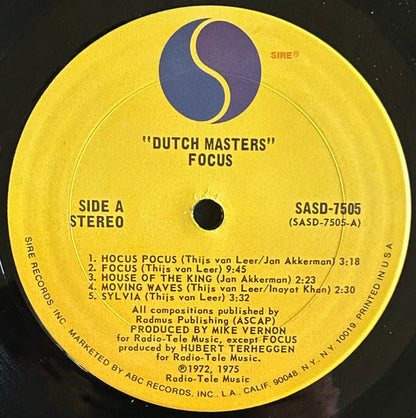 SIRE®
"DUTCH MASTERS"
FOCUS
SIDE A
STEREO
SASD-7505
(SASD-7505-A)
1. HOCUS POCUS (Thijs van Leer/Jan Akkerman) 3:18
2. FOCUS (Thijs van Leer) 9:45
3. HOUSE OF THE KING (Jan Akkerman) 2:23
4. MOVING WAVES (Thijs van Leer/Inayat Khan) 2:30
5. SYLVIA (Thijs van Leer) 3:32
All compositions published by
Radmus Publishing (ASCAP)
PRODUCED BY MIKE VERNON
for Radio-Tele Music, except FOCUS
produced by HUBERT TERHEGGEN
for Radio-Tele Music.
℗1972, 1975
Radio-Tele Music
SIRE RECORDS, INC. MARKETED BY ABC RECORDS, INC. L.A., CALIF. 90048, N.Y., N.Y. 10019. PRINTED IN U.S.A.